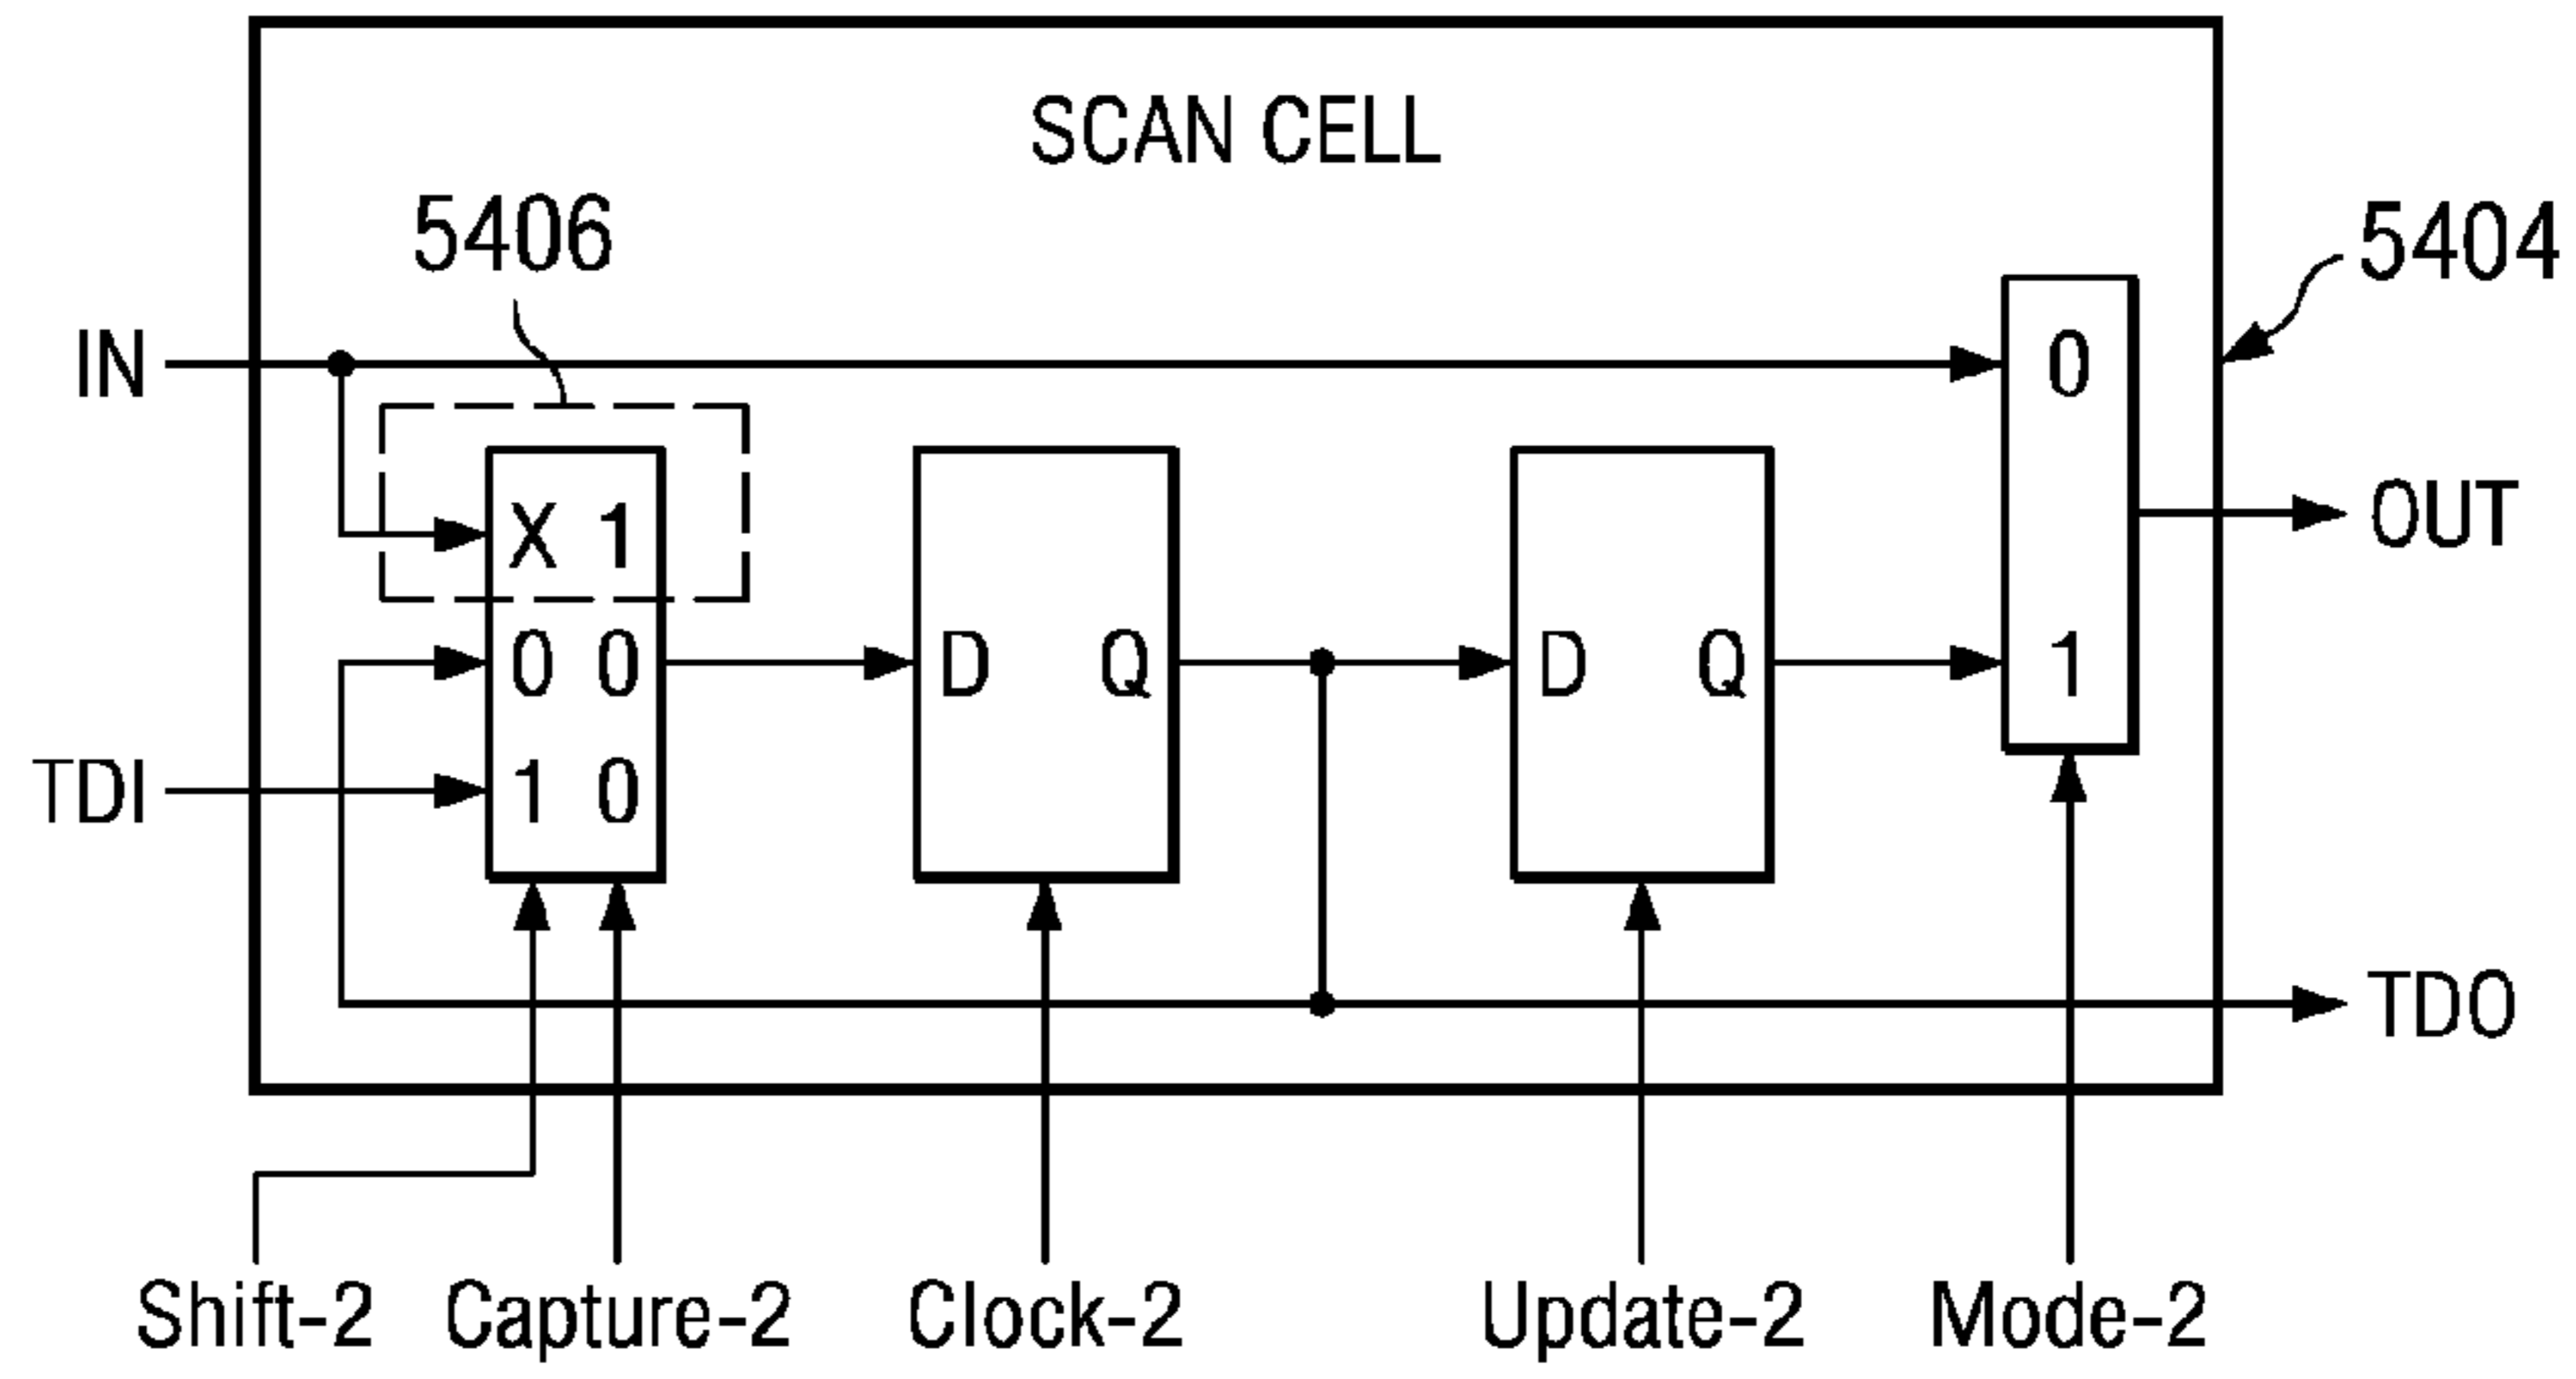 SCAN CELL
5406
5404
IN
0
X 1
OUT
0 0
D Q
D Q
1
TDI
1 0
TDO
Shift-2 Capture-2 Clock-2 Update-2 Mode-2